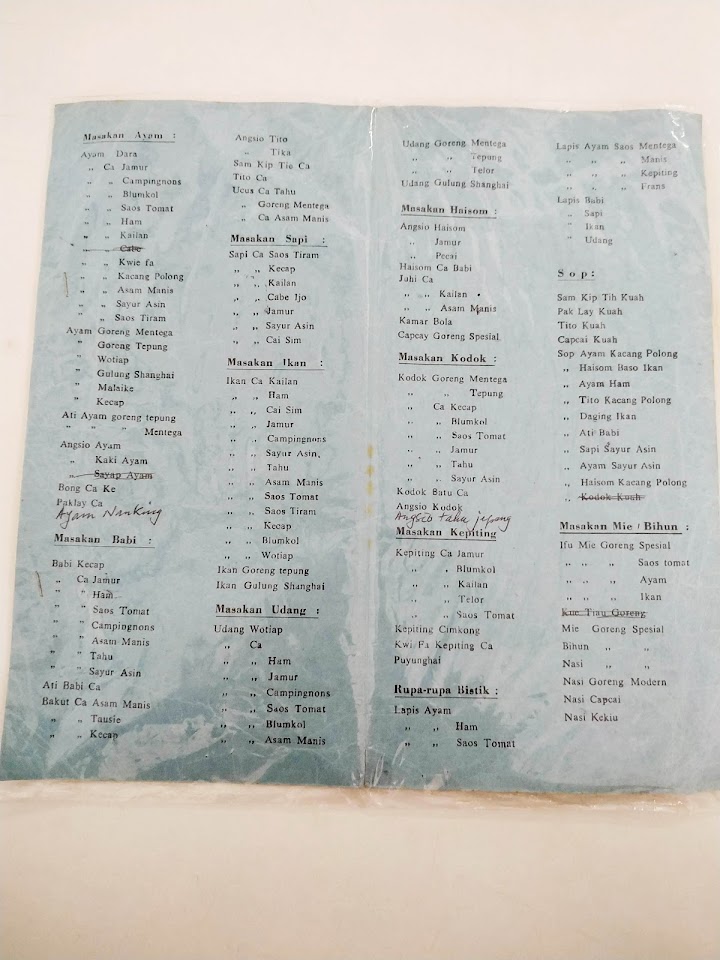 Masakan Ayam :
Ayam Dara
„ Ca Jamur
„ „ Campingnons
„ „ Blumkol
„ „ Saos Tomat
„ „ Ham
„ „ Kailan
„ „ Cabe
„ „ Kwie fa
„ „ Kacang Polong
„ „ Asam Manis
„ „ Sayur Asin
„ „ Saos Tiram
Ayam Goreng Mentega
„ Goreng Tepung
„ Wotiap
„ Gulung Shanghai
„ Malaike
„ Kecap
Ati Ayam goreng tepung
„ „ „ Mentega
Angsio Ayam
„ Kaki Ayam
„ Sayap Ayam
Bong Ca Ke
Paklay Ca
Ayam Nanking
Masakan Babi :
Babi Kecap
„ Ca Jamur
„ „ Ham
„ „ Saos Tomat
„ „ Campingnons
„ „ Asam Manis
„ „ Tahu
„ „ Sayur Asin
Ati Babi Ca
Bakut Ca Asam Manis
„ „ Tausie
„ „ Kecap
Angsio Tito
„ Tika
Sam Kip Tie Ca
Tito Ca
Ucus Ca Tahu
„ Goreng Mentega
„ Ca Asam Manis
Masakan Sapi :
Sapi Ca Saos Tiram
„ „ Kecap
„ „ Kailan
„ „ Cabe Ijo
„ „ Jamur
„ „ Sayur Asin
„ „ Cai Sim
Masakan Ikan :
Ikan Ca Kailan
„ „ Ham
„ „ Cai Sim
„ „ Jamur
„ „ Campingnons
„ „ Sayur Asin
„ „ Tahu
„ „ Asam Manis
„ „ Saos Tomat
„ „ Saos Tiram
„ „ Kecap
„ „ Blumkol
„ „ Wotiap
Ikan Goreng tepung
Ikan Gulung Shanghai
Masakan Udang :
Udang Wotiap
„ Ca
„ „ Ham
„ „ Jamur
„ „ Campingnons
„ „ Saos Tomat
„ „ Blumkol
„ „ Asam Manis
Udang Goreng Mentega
„ „ Tepung
„ „ Telor
Udang Gulung Shanghai
Masakan Haisom :
Angsio Haisom
„ Jamur
„ Pecai
Haisom Ca Babi
Juhi Ca
„ „ Kailan
„ „ Asam Manis
Kamar Bola
Capcay Goreng Spesial
Masakan Kodok :
Kodok Goreng Mentega
„ „ Tepung
„ Ca Kecap
„ „ Blumkol
„ „ Saos Tomat
„ „ Jamur
„ „ Tahu
„ „ Sayur Asin
Kodok Batu Ca
Angsio Kodok
Angsio tahu jepang
Masakan Kepiting
Kepiting Ca Jamur
„ „ Blumkol
„ „ Kailan
„ „ Telor
„ „ Saos Tomat
Kepiting Cimkong
Kwi Fa Kepiting Ca
Puyunghai
Rupa-rupa Bistik :
Lapis Ayam
„ „ Ham
„ „ Saos Tomat
Lapis Ayam Saos Mentega
„ „ „ Manis
„ „ „ Kepiting
„ „ „ Frans
Lapis Babi
„ Sapi
„ Ikan
„ Udang
Sop :
Sam Kip Tih Kuah
Pak Lay Kuah
Tito Kuah
Capcai Kuah
Sop Ayam Kacang Polong
„ Haisom Baso Ikan
„ Ayam Ham
„ Tito Kacang Polong
„ Daging Ikan
„ Ati Babi
„ Sapi Sayur Asin
„ Ayam Sayur Asin
„ Haisom Kacang Polong
„ Kodok Kuah
Masakan Mie / Bihun :
Ifu Mie Goreng Spesial
„ „ „ Saos tomat
„ „ „ Ayam
„ „ „ Ikan
Kue Tiau Goreng
Mie Goreng Spesial
Bihun „ „
Nasi „ „
Nasi Goreng Modern
Nasi Capcai
Nasi Kekiu